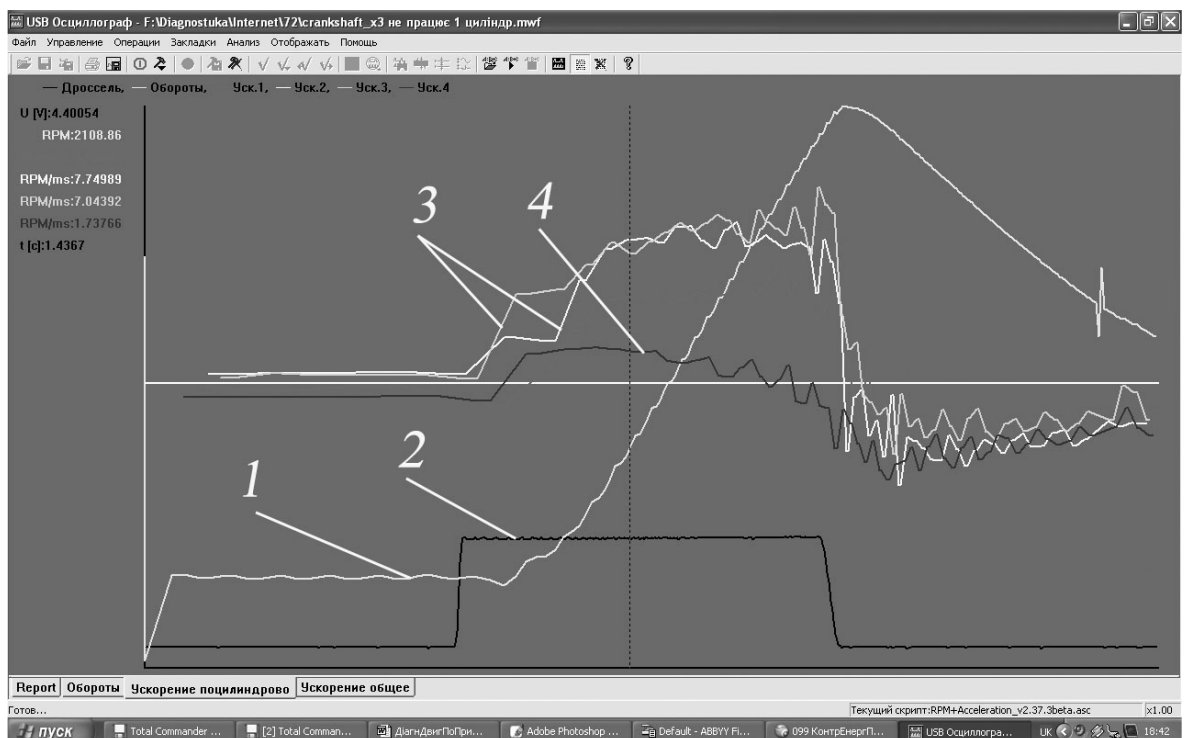 USB Осциллограф - F:\Diagnostuka\Internet\72\crankshaft_x3 не працює 1 циліндр.mwf
Файл Управление Операции Закладки Анализ Отображать Помощь
Дроссель, Обороты, Уск.1, Уск.2, Уск.3, Уск.4
U [V]:4.40054
RPM:2108.86
RPM/ms:7.74989
RPM/ms:7.04392
RPM/ms:1.73766
t [c]:1.4367
3
4
1
2
Report Обороты Ускорение поцилиндрово Ускорение общее
Готов... Текущий скрипт:RPM+Acceleration_v2.37.3beta.asc x1.00
пуск Total Commander ... [2] Total Comman... ДіагнДвигПоПри... Adobe Photoshop ... Default - ABBYY Fi... 099 КонтрЕнергП... USB Осциллогра... UK 18:42